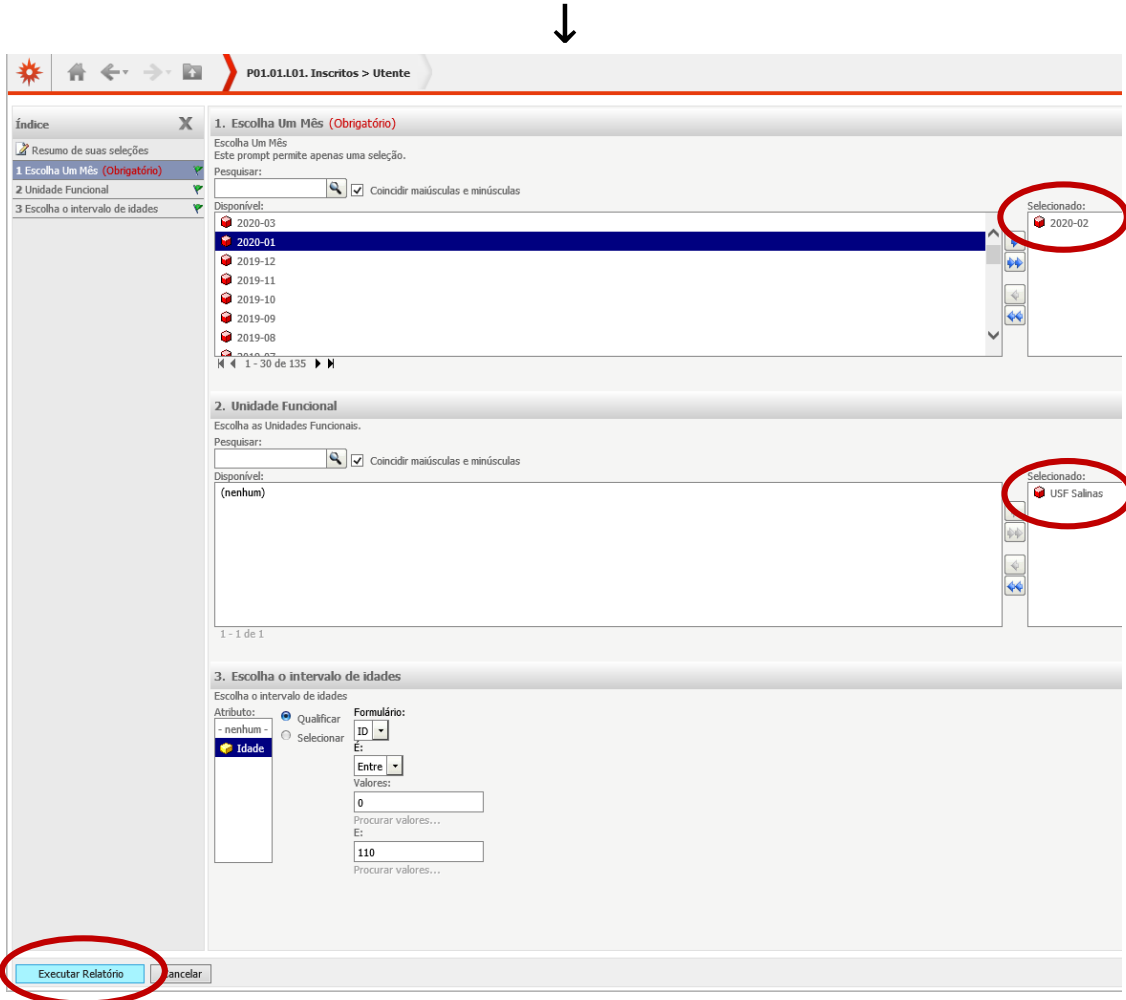 P01.01.L01. Inscritos > Utente
Índice X
Resumo de suas seleções
1 Escolha Um Mês (Obrigatório)
2 Unidade Funcional
3 Escolha o intervalo de idades
1. Escolha Um Mês (Obrigatório)
Escolha Um Mês
Este prompt permite apenas uma seleção.
Pesquisar:
Coincidir maiúsculas e minúsculas
Disponível:
2020-03
2020-01
2019-12
2019-11
2019-10
2019-09
2019-08
2019-07
1 - 30 de 135
Selecionado:
2020-02
2. Unidade Funcional
Escolha as Unidades Funcionais.
Pesquisar:
Coincidir maiúsculas e minúsculas
Disponível:
(nenhum)
1 - 1 de 1
Selecionado:
USF Salinas
3. Escolha o intervalo de idades
Escolha o intervalo de idades
Atributo:
- nenhum -
Idade
Qualificar
Selecionar
Formulário:
ID
É:
Entre
Valores:
0
Procurar valores...
E:
110
Procurar valores...
Executar Relatório Cancelar